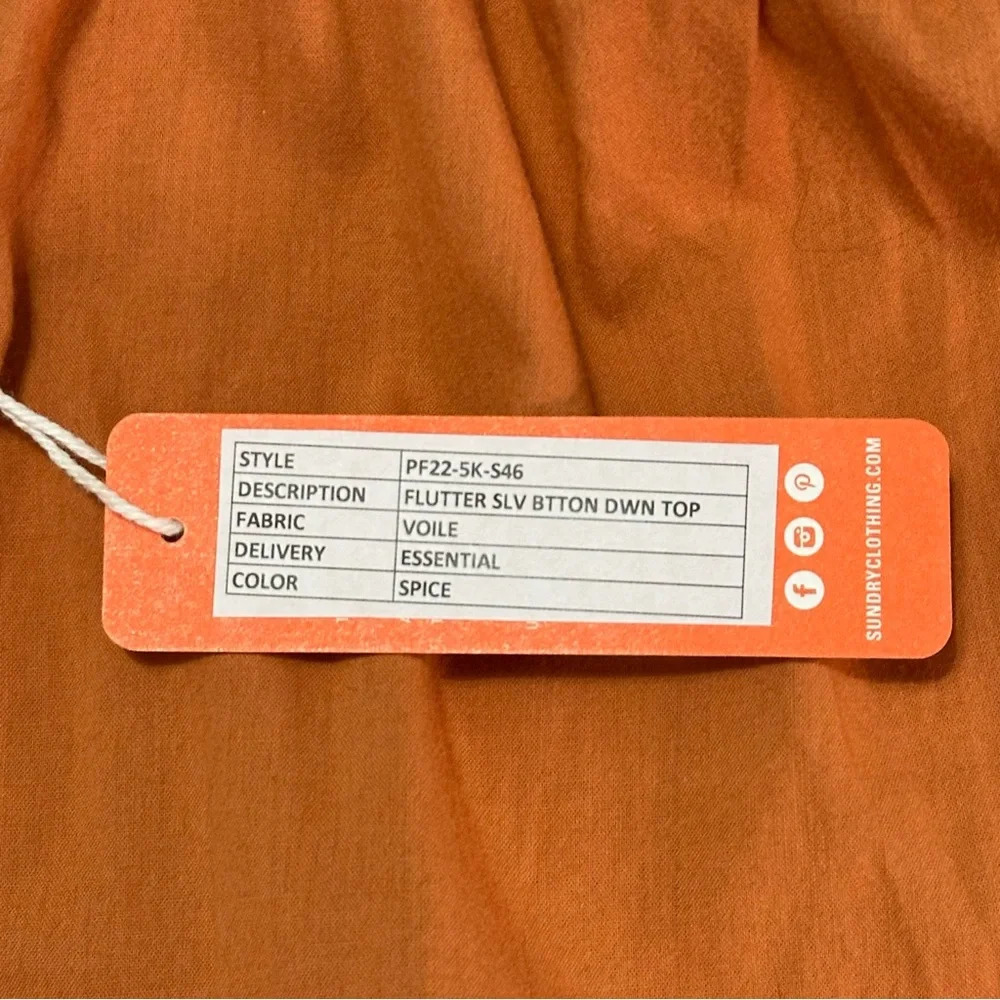 STYLE PF22-5K-S46
DESCRIPTION FLUTTER SLV BTTON DWN TOP
FABRIC VOILE
DELIVERY ESSENTIAL
COLOR SPICE
SUNDRYCLOTHING.COM